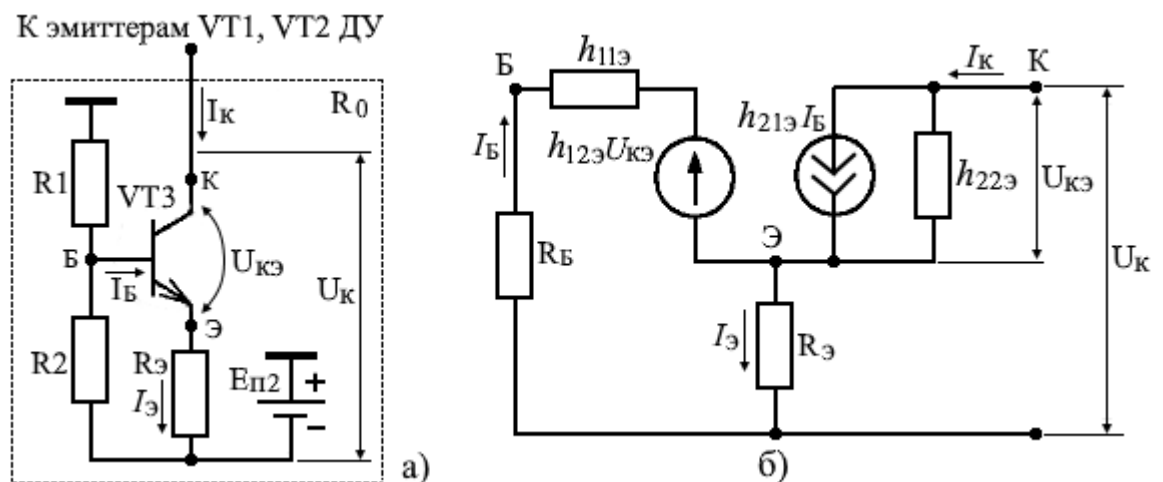 К эмиттерам VT1, VT2 ДУ
Iк
R0
R1
VT3
К
Б
IБ
Uкэ
Uк
Э
R2
Rэ
Iэ
Еп2
+
-
а)
Б
h11э
Iк
К
IБ
h12эUкэ
h21эIБ
h22э
Uкэ
Uк
RБ
Э
Iэ
Rэ
б)